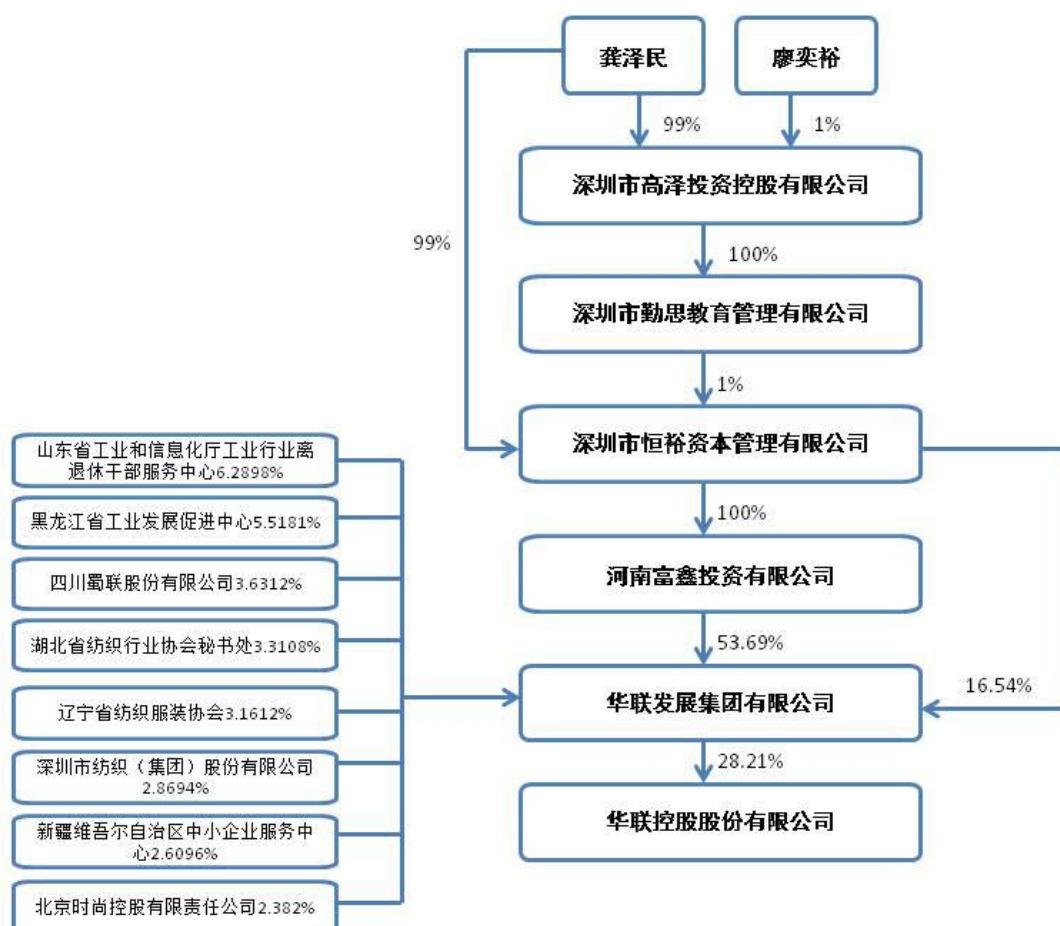 龚泽民
廖奕裕
99%
1%
深圳市高泽投资控股有限公司
99%
100%
深圳市勤思教育管理有限公司
1%
深圳市恒裕资本管理有限公司
100%
河南富鑫投资有限公司
53.69%
华联发展集团有限公司
16.54%
28.21%
华联控股股份有限公司
山东省工业和信息化厅工业行业离
退休干部服务中心6.2898%
黑龙江省工业发展促进中心5.5181%
四川蜀联股份有限公司3.6312%
湖北省纺织行业协会秘书处3.3108%
辽宁省纺织服装协会3.1612%
深圳市纺织（集团）股份有限公司
2.8694%
新疆维吾尔自治区中小企业服务中
心2.6096%
北京时尚控股有限责任公司2.382%